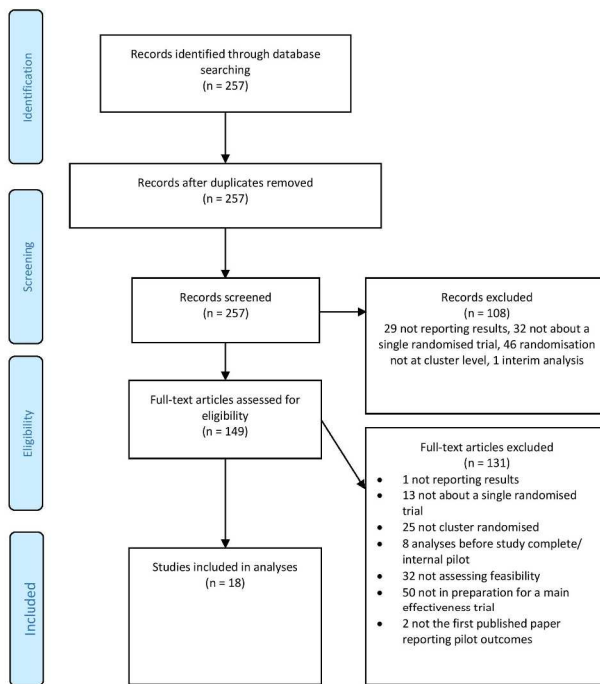 Identification
Records identified through database
searching
(n = 257)
Records after duplicates removed
(n = 257)
Screening
Records screened
(n = 257)
Records excluded
(n = 108)
29 not reporting results, 32 not about a
single randomised trial, 46 randomisation
not at cluster level, 1 interim analysis
Eligibility
Full-text articles assessed for
eligibility
(n = 149)
Full-text articles excluded
(n = 131)
• 1 not reporting results
• 13 not about a single randomised
trial
• 25 not cluster randomised
• 8 analyses before study complete/
internal pilot
• 32 not assessing feasibility
• 50 not in preparation for a main
effectiveness trial
• 2 not the first published paper
reporting pilot outcomes
Included
Studies included in analyses
(n = 18)